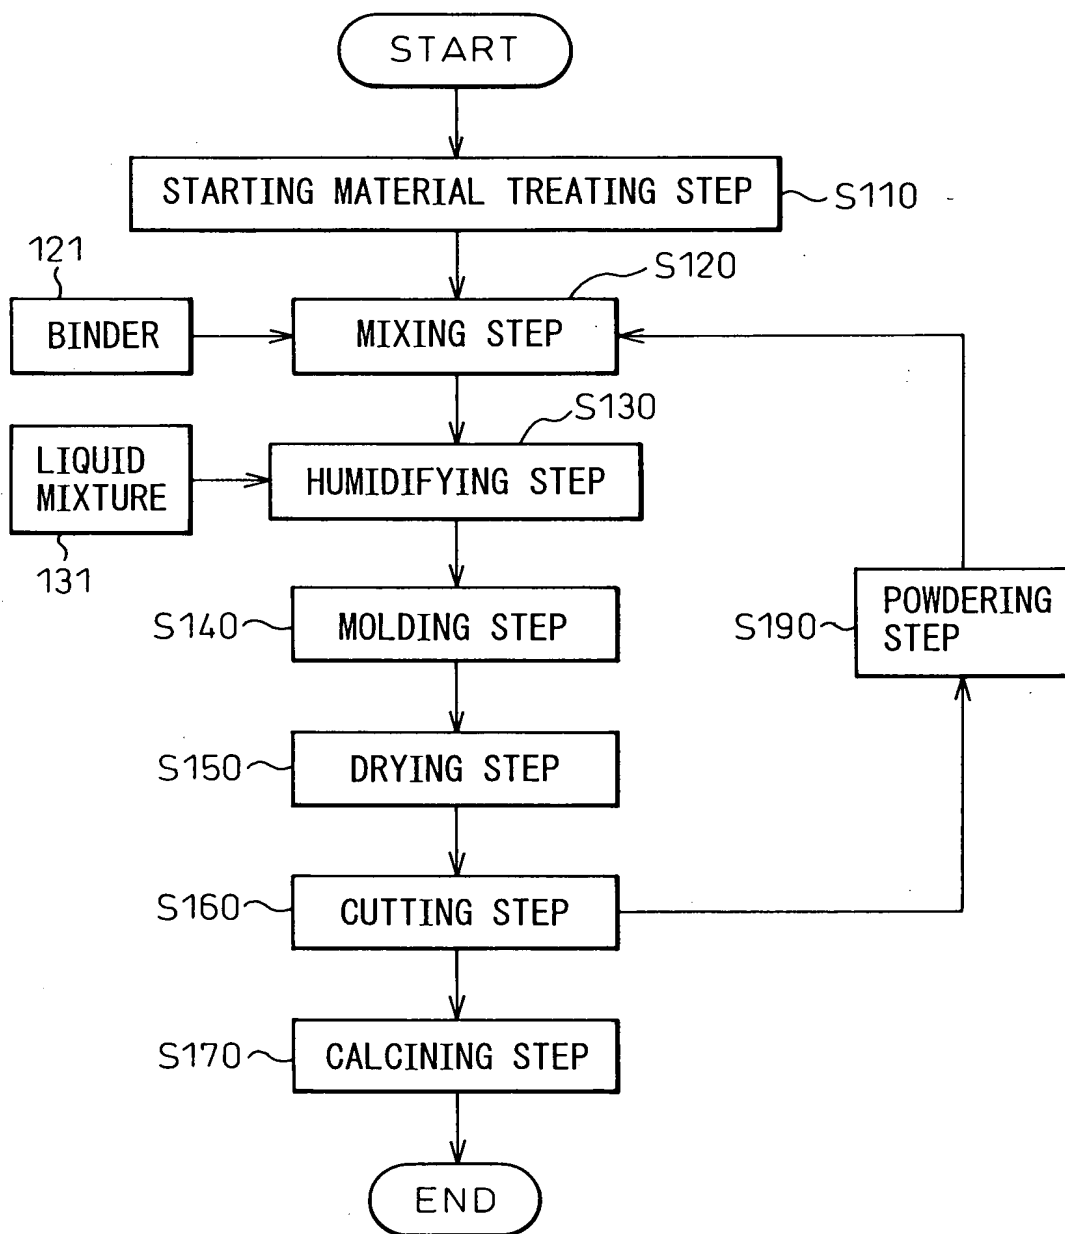 START
STARTING MATERIAL TREATING STEP
S110
121
S120
BINDER
MIXING STEP
S130
LIQUID
MIXTURE
HUMIDIFYING STEP
131
S140
MOLDING STEP
S190
POWDERING
STEP
S150
DRYING STEP
S160
CUTTING STEP
S170
CALCINING STEP
END